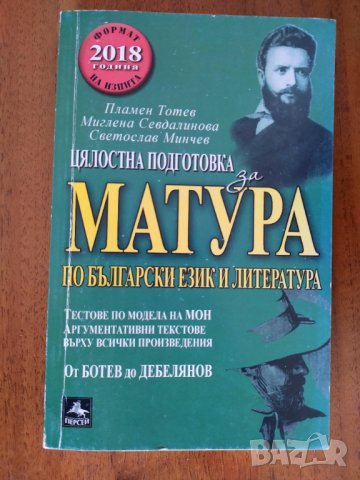 ФОРМАТ
2018
година
НА ИЗПИТА
Пламен Тотев
Миглена Севдалинова
Светослав Минчев
ЦЯЛОСТНА ПОДГОТОВКА
за
МАТУРА
ПО БЪЛГАРСКИ ЕЗИК И ЛИТЕРАТУРА
ТЕСТОВЕ ПО МОДЕЛА НА МОН
АРГУМЕНТАТИВНИ ТЕКСТОВЕ
ВЪРХУ ВСИЧКИ ПРОИЗВЕДЕНИЯ
ОТ БОТЕВ ДО ДЕБЕЛЯНОВ
ПЕРСЕЙ
bazar